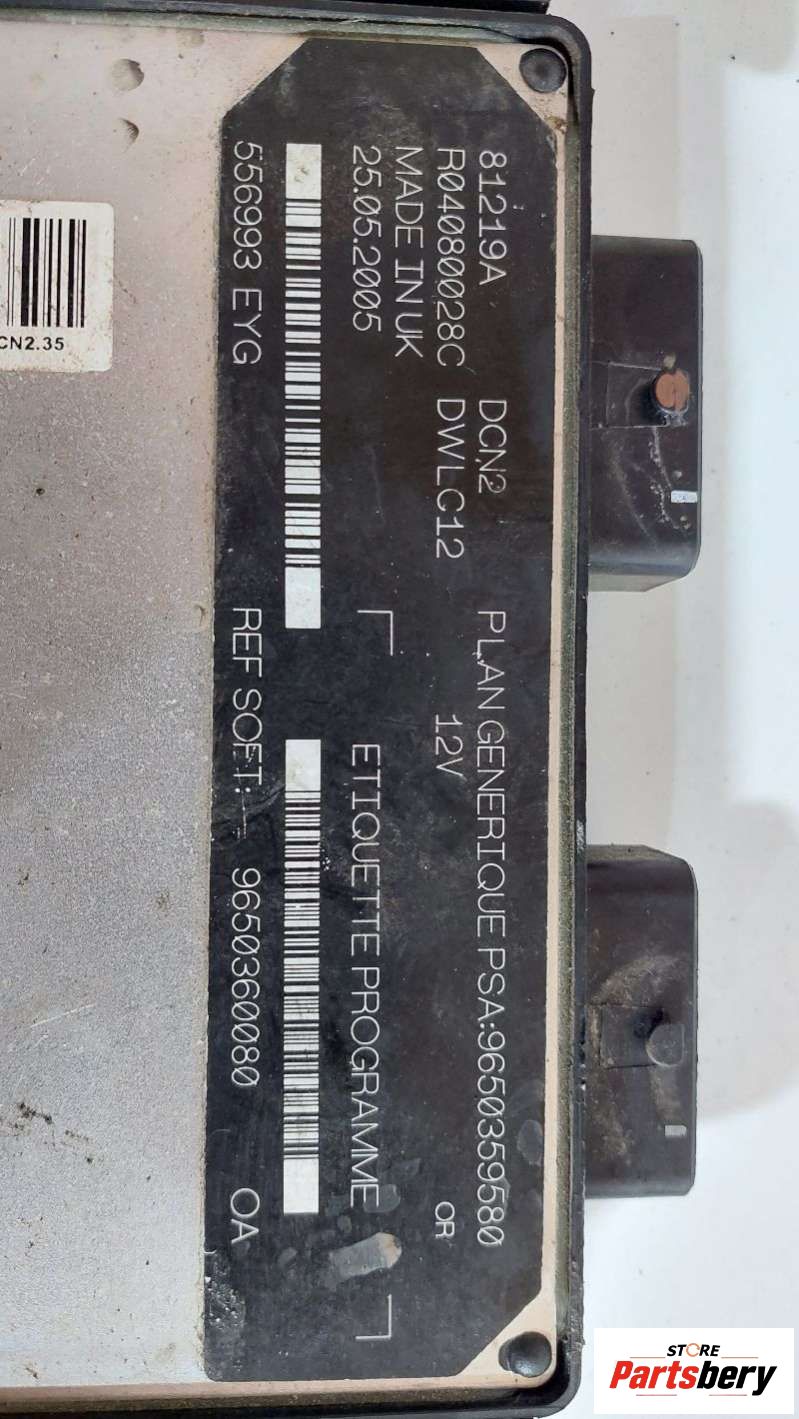 81219A DCN2 PLAN GENERIQUE PSA:9650359580
R04080028C DWLC12 12V OR
MADE IN UK
25.05.2005 ETIQUETTE PROGRAMME
556993 EYG REF SOFT: 9650360080 0A
CN2.35
STORE
Partsbery